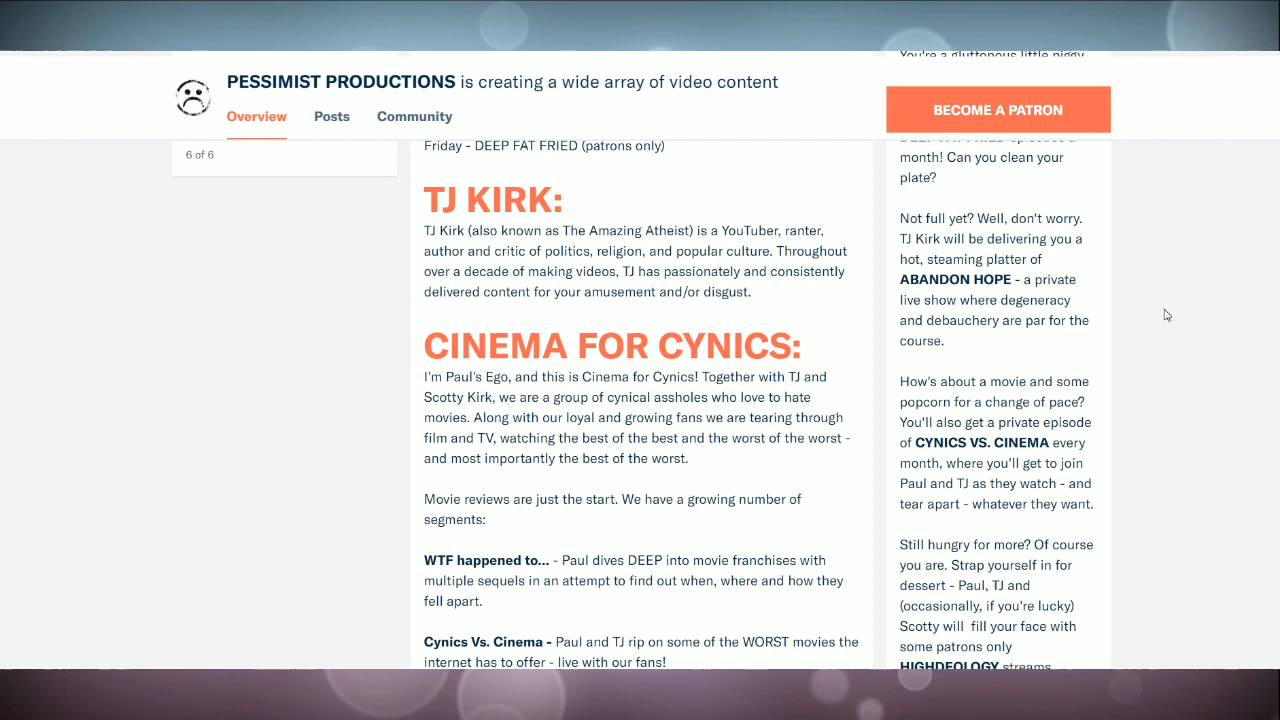 You're a gluttonous little piggy
PESSIMIST PRODUCTIONS is creating a wide array of video content
Overview Posts Community
BECOME A PATRON
6 of 6
Friday - DEEP FAT FRIED (patrons only)
TJ KIRK:
TJ Kirk (also known as The Amazing Atheist) is a YouTuber, ranter,
author and critic of politics, religion, and popular culture. Throughout
over a decade of making videos, TJ has passionately and consistently
delivered content for your amusement and/or disgust.
CINEMA FOR CYNICS:
I'm Paul's Ego, and this is Cinema for Cynics! Together with TJ and
Scotty Kirk, we are a group of cynical assholes who love to hate
movies. Along with our loyal and growing fans we are tearing through
film and TV, watching the best of the best and the worst of the worst -
and most importantly the best of the worst.
Movie reviews are just the start. We have a growing number of
segments:
WTF happened to... - Paul dives DEEP into movie franchises with
multiple sequels in an attempt to find out when, where and how they
fell apart.
Cynics Vs. Cinema - Paul and TJ rip on some of the WORST movies the
internet has to offer - live with our fans!
DEEP FAT FRIED episodes a
month! Can you clean your
plate?
Not full yet? Well, don't worry.
TJ Kirk will be delivering you a
hot, steaming platter of
ABANDON HOPE - a private
live show where degeneracy
and debauchery are par for the
course.
How's about a movie and some
popcorn for a change of pace?
You'll also get a private episode
of CYNICS VS. CINEMA every
month, where you'll get to join
Paul and TJ as they watch - and
tear apart - whatever they want.
Still hungry for more? Of course
you are. Strap yourself in for
dessert - Paul, TJ and
(occasionally, if you're lucky)
Scotty will fill your face with
some patrons only
HIGHDEOLOGY streams